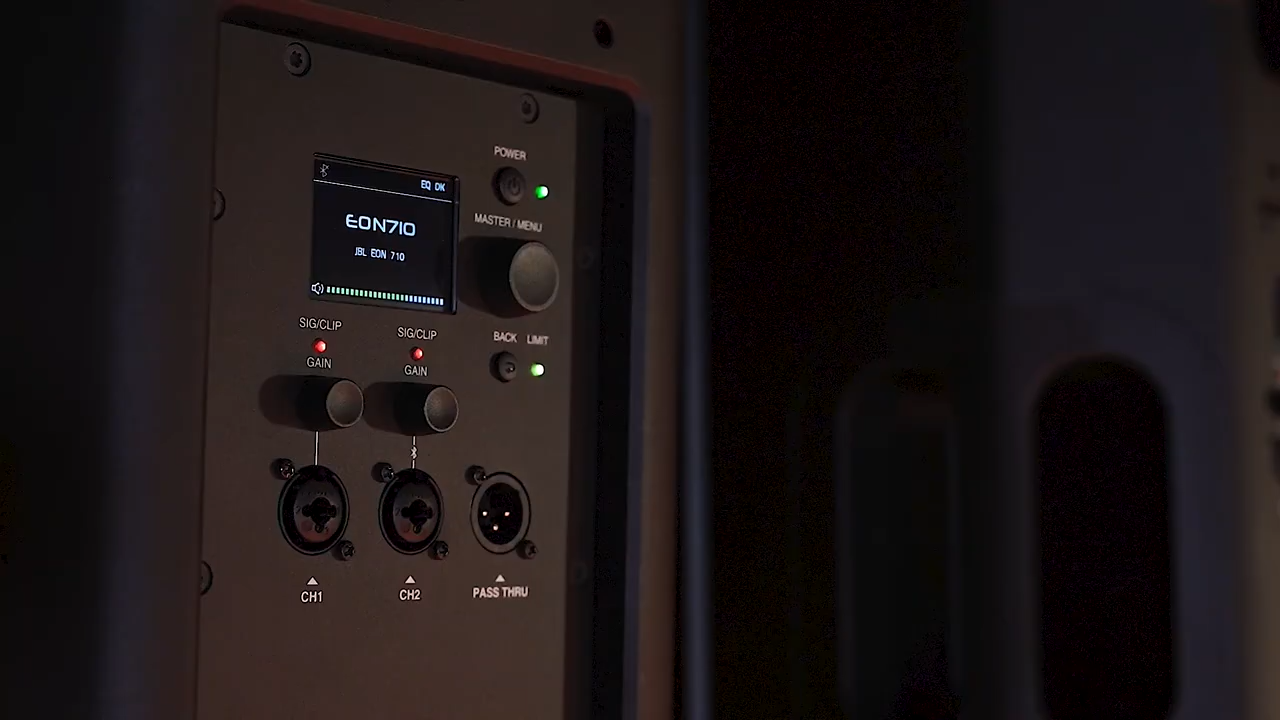 EQ DK
EON710
JBL EON 710
POWER
MASTER / MENU
SIG/CLIP
GAIN
SIG/CLIP
GAIN
BACK
LIMIT
CH1
CH2
PASS THRU